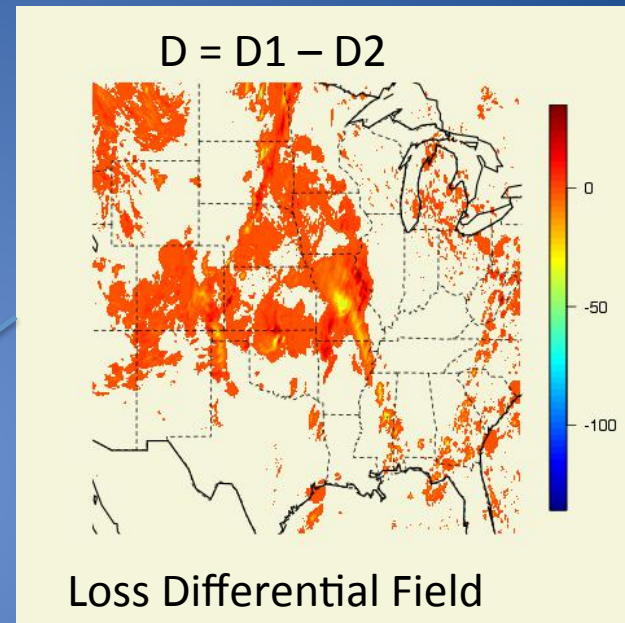 D = D1 – D2
0
-50
-100
Loss Differential Field